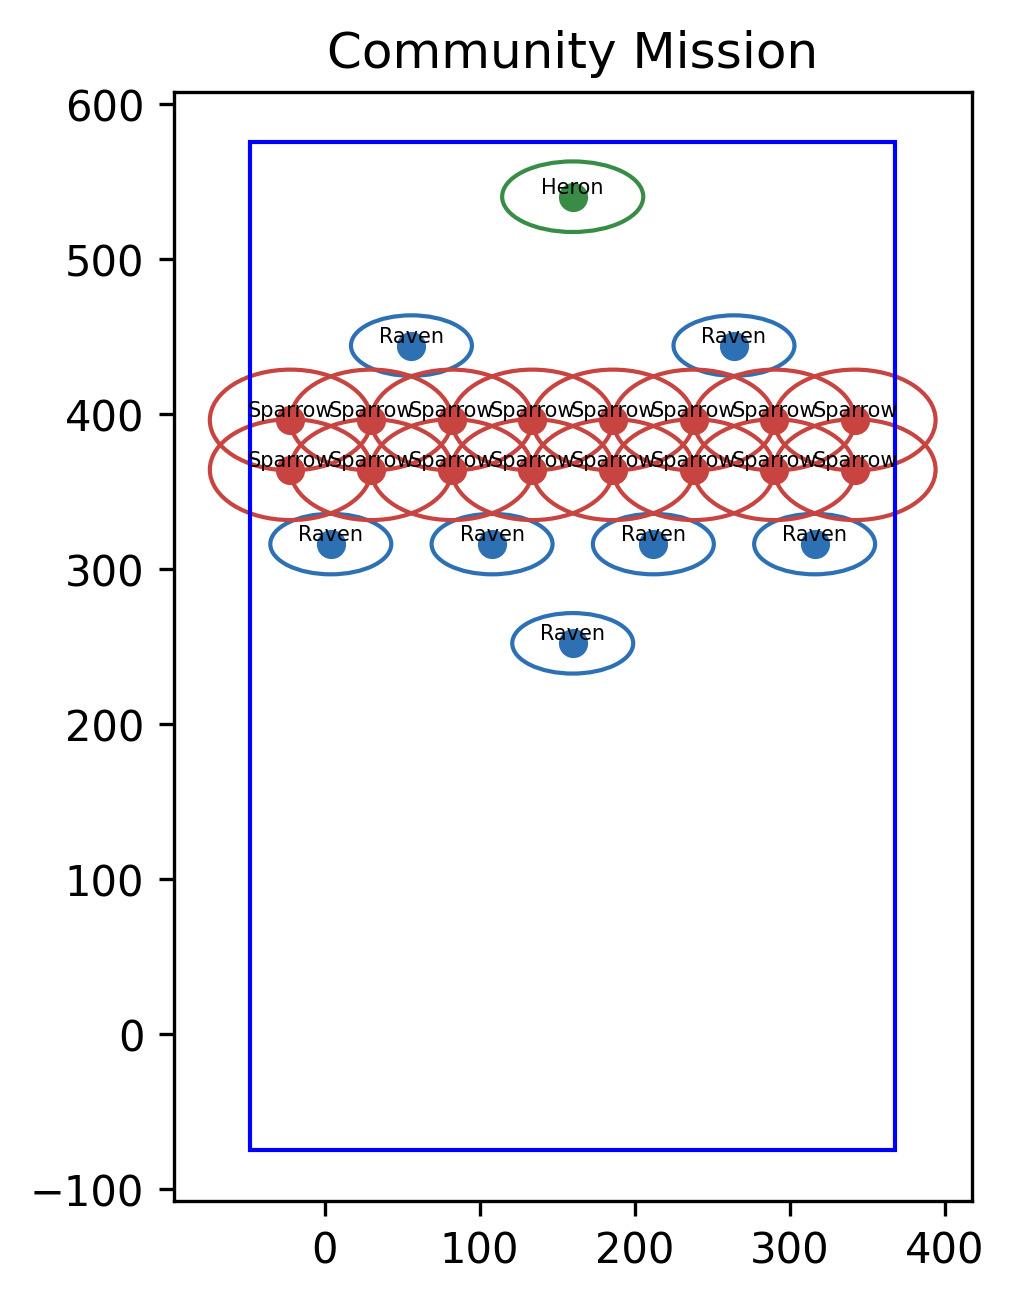 Community Mission
600
Heron
500
Raven Raven
400
Sparrow Sparrow Sparrow Sparrow Sparrow Sparrow Sparrow Sparrow
Sparrow Sparrow Sparrow Sparrow Sparrow Sparrow Sparrow Sparrow
Raven Raven Raven Raven
300
Raven
200
100
0
−100
0 100 200 300 400